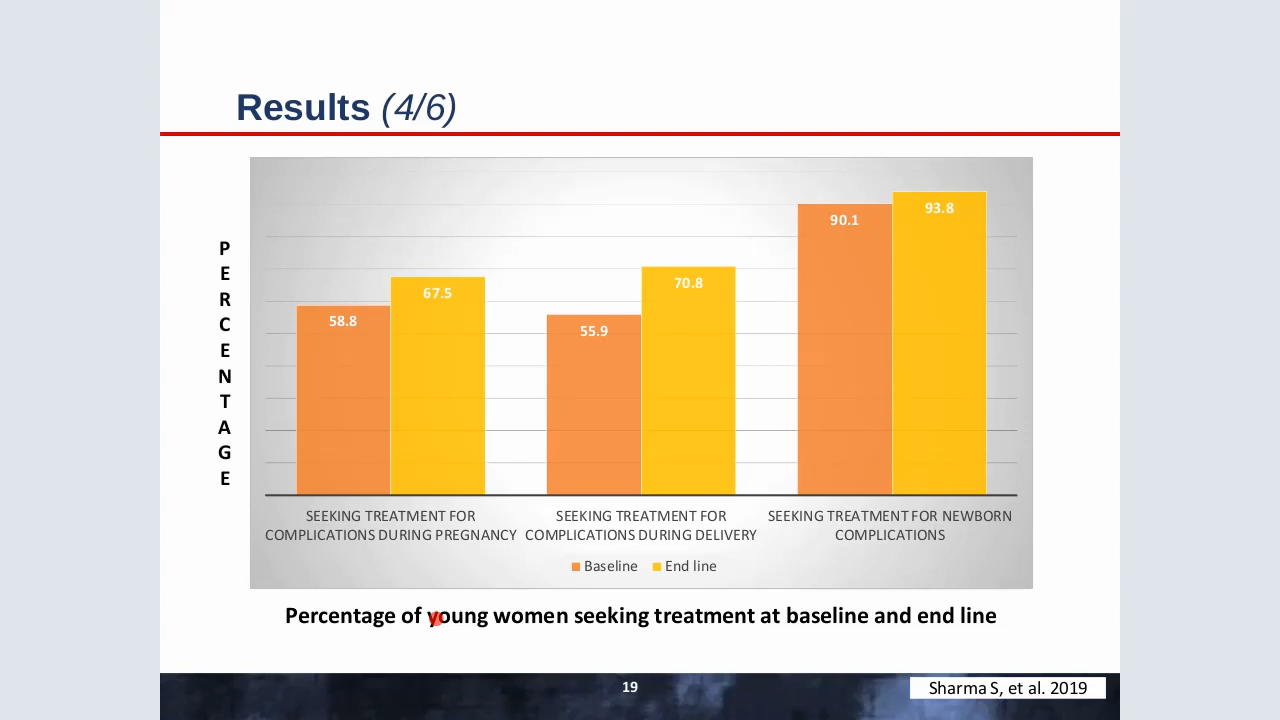 Results (4/6)
PERCENTAGE
58.8
67.5
55.9
70.8
90.1
93.8
SEEKING TREATMENT FOR
COMPLICATIONS DURING PREGNANCY
SEEKING TREATMENT FOR
COMPLICATIONS DURING DELIVERY
SEEKING TREATMENT FOR NEWBORN
COMPLICATIONS
Baseline
End line
Percentage of young women seeking treatment at baseline and end line
19
Sharma S, et al. 2019